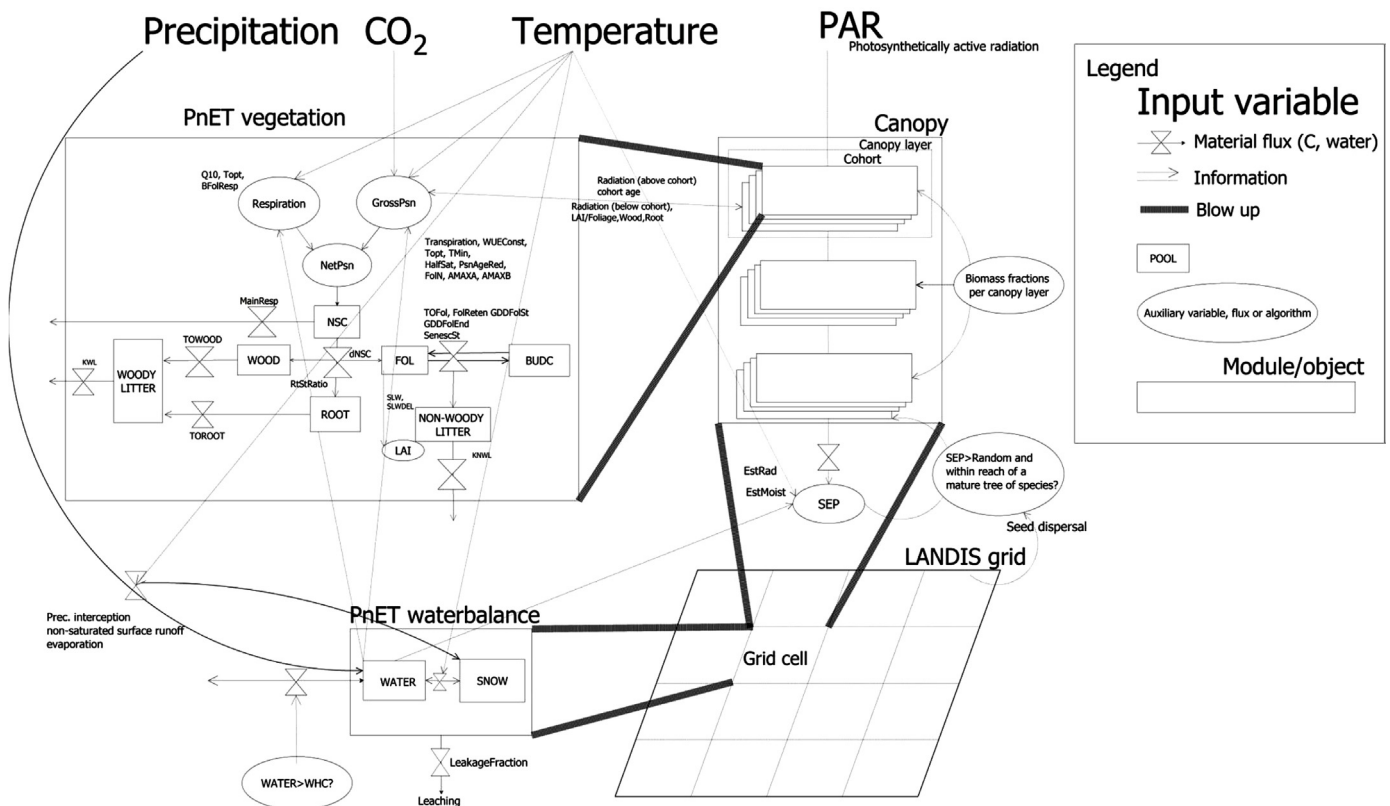 Precipitation CO2 Temperature PAR
Photosynthetically active radiation
PnET vegetation
Q10, Topt,
BFolResp
Respiration
GrossPsn
NetPsn
Transpiration, WUEConst,
Topt, TMin,
HalfSat, PsnAgeRed,
FolN, AMAXA, AMAXB
MainResp
NSC
TOFol, FolReten GDDFolSt
GDDFolEnd
SenescSt
TOWOOD
WOOD
dNSC
FOL
BUDC
KWL
WOODY
LITTER
RtStRatio
ROOT
TOROOT
SLW,
SLWDEL
NON-WOODY
LITTER
LAI
KNWL
Radiation (above cohort)
cohort age
Radiation (below cohort),
LAI/Foliage,Wood,Root
Canopy
Canopy layer
Cohort
Biomass fractions
per canopy layer
EstRad
EstMoist
SEP
SEP>Random and
within reach of a
mature tree of species?
Seed dispersal
LANDIS grid
Grid cell
Prec. interception
non-saturated surface runoff
evaporation
PnET waterbalance
WATER
SNOW
WATER>WHC?
LeakageFraction
Leaching
Legend
Input variable
Material flux (C, water)
Information
Blow up
POOL
Auxiliary variable, flux or algorithm
Module/object